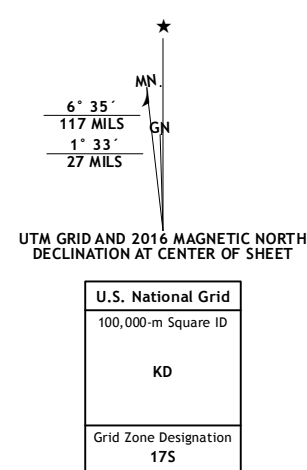 ★
MN
6° 35´
117 MILS
GN
1° 33´
27 MILS
UTM GRID AND 2016 MAGNETIC NORTH
DECLINATION AT CENTER OF SHEET
U.S. National Grid
100,000-m Square ID
KD
Grid Zone Designation
17S